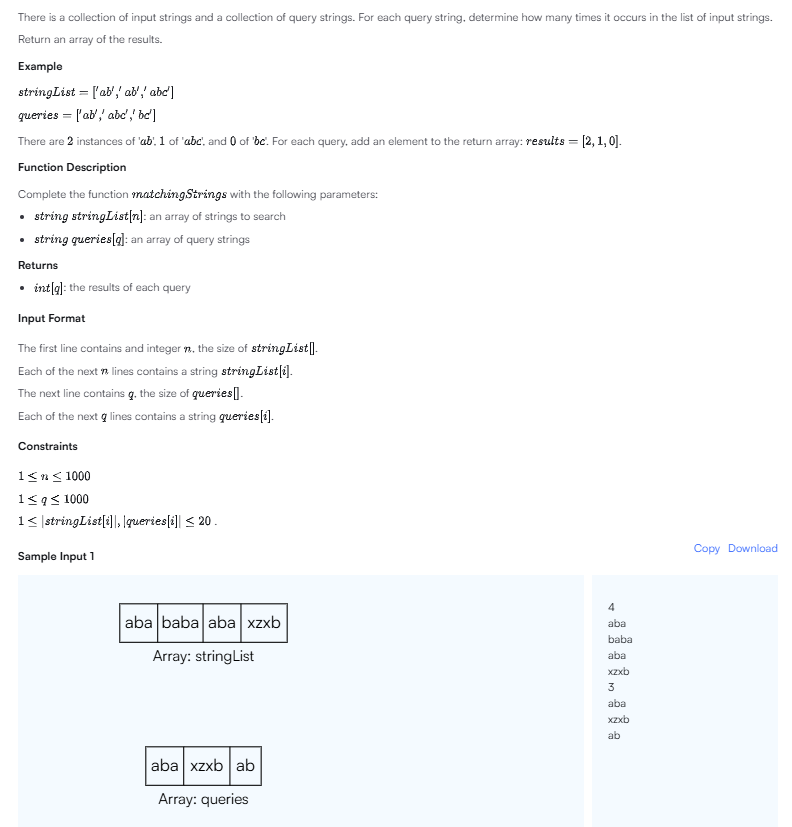 There is a collection of input strings and a collection of query strings. For each query string, determine how many times it occurs in the list of input strings.
Return an array of the results.
Example
stringList = ['ab',' ab',' abc']
queries = ['ab',' abc',' bc']
There are 2 instances of 'ab', 1 of 'abc', and 0 of 'bc'. For each query, add an element to the return array: results = [2, 1, 0].
Function Description
Complete the function matchingStrings with the following parameters:
• string stringList[n]: an array of strings to search
• string queries[q]: an array of query strings
Returns
• int[q]: the results of each query
Input Format
The first line contains and integer n, the size of stringList[].
Each of the next n lines contains a string stringList[i].
The next line contains q, the size of queries[].
Each of the next q lines contains a string queries[i].
Constraints
1 ≤ n ≤ 1000
1 ≤ q ≤ 1000
1 ≤ |stringList[i]|, |queries[i]| ≤ 20 .
Copy Download
Sample Input 1
aba baba aba xzxb
Array: stringList
aba xzxb ab
Array: queries
4
aba
baba
aba
xzxb
3
aba
xzxb
ab